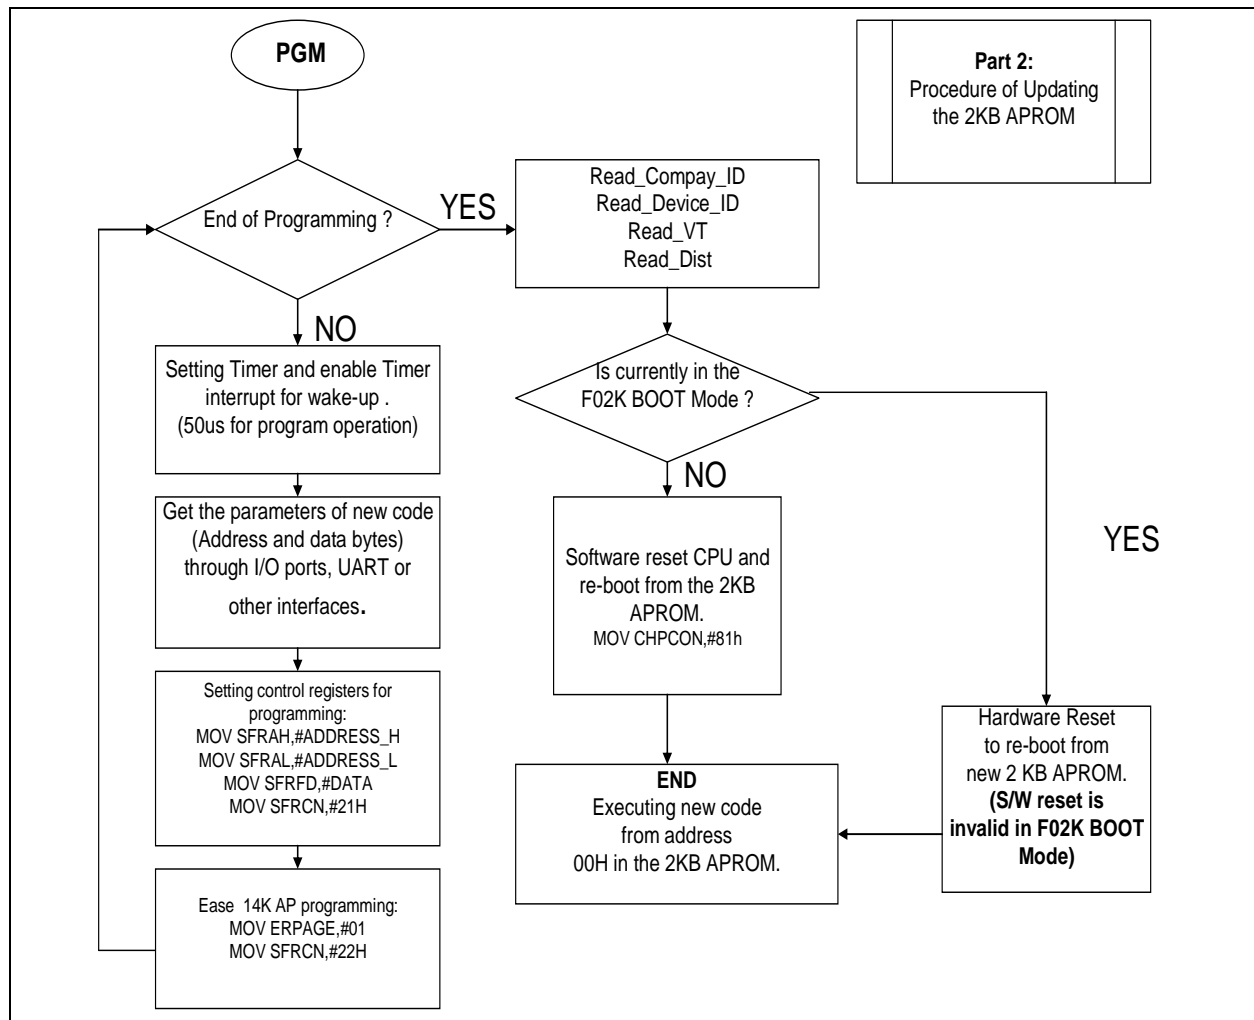 PGM
Part 2:
Procedure of Updating
the 2KB APROM
End of Programming ?
YES
Read_Compay_ID
Read_Device_ID
Read_VT
Read_Dist
NO
Setting Timer and enable Timer
interrupt for wake-up .
(50us for program operation)
Is currently in the
F02K BOOT Mode ?
NO
YES
Get the parameters of new code
(Address and data bytes)
through I/O ports, UART or
other interfaces.
Software reset CPU and
re-boot from the 2KB
APROM.
MOV CHPCON,#81h
Setting control registers for
programming:
MOV SFRAH,#ADDRESS_H
MOV SFRAL,#ADDRESS_L
MOV SFRFD,#DATA
MOV SFRCN,#21H
Hardware Reset
to re-boot from
new 2 KB APROM.
(S/W reset is
invalid in F02K BOOT
Mode)
END
Executing new code
from address
00H in the 2KB APROM.
Ease 14K AP programming:
MOV ERPAGE,#01
MOV SFRCN,#22H